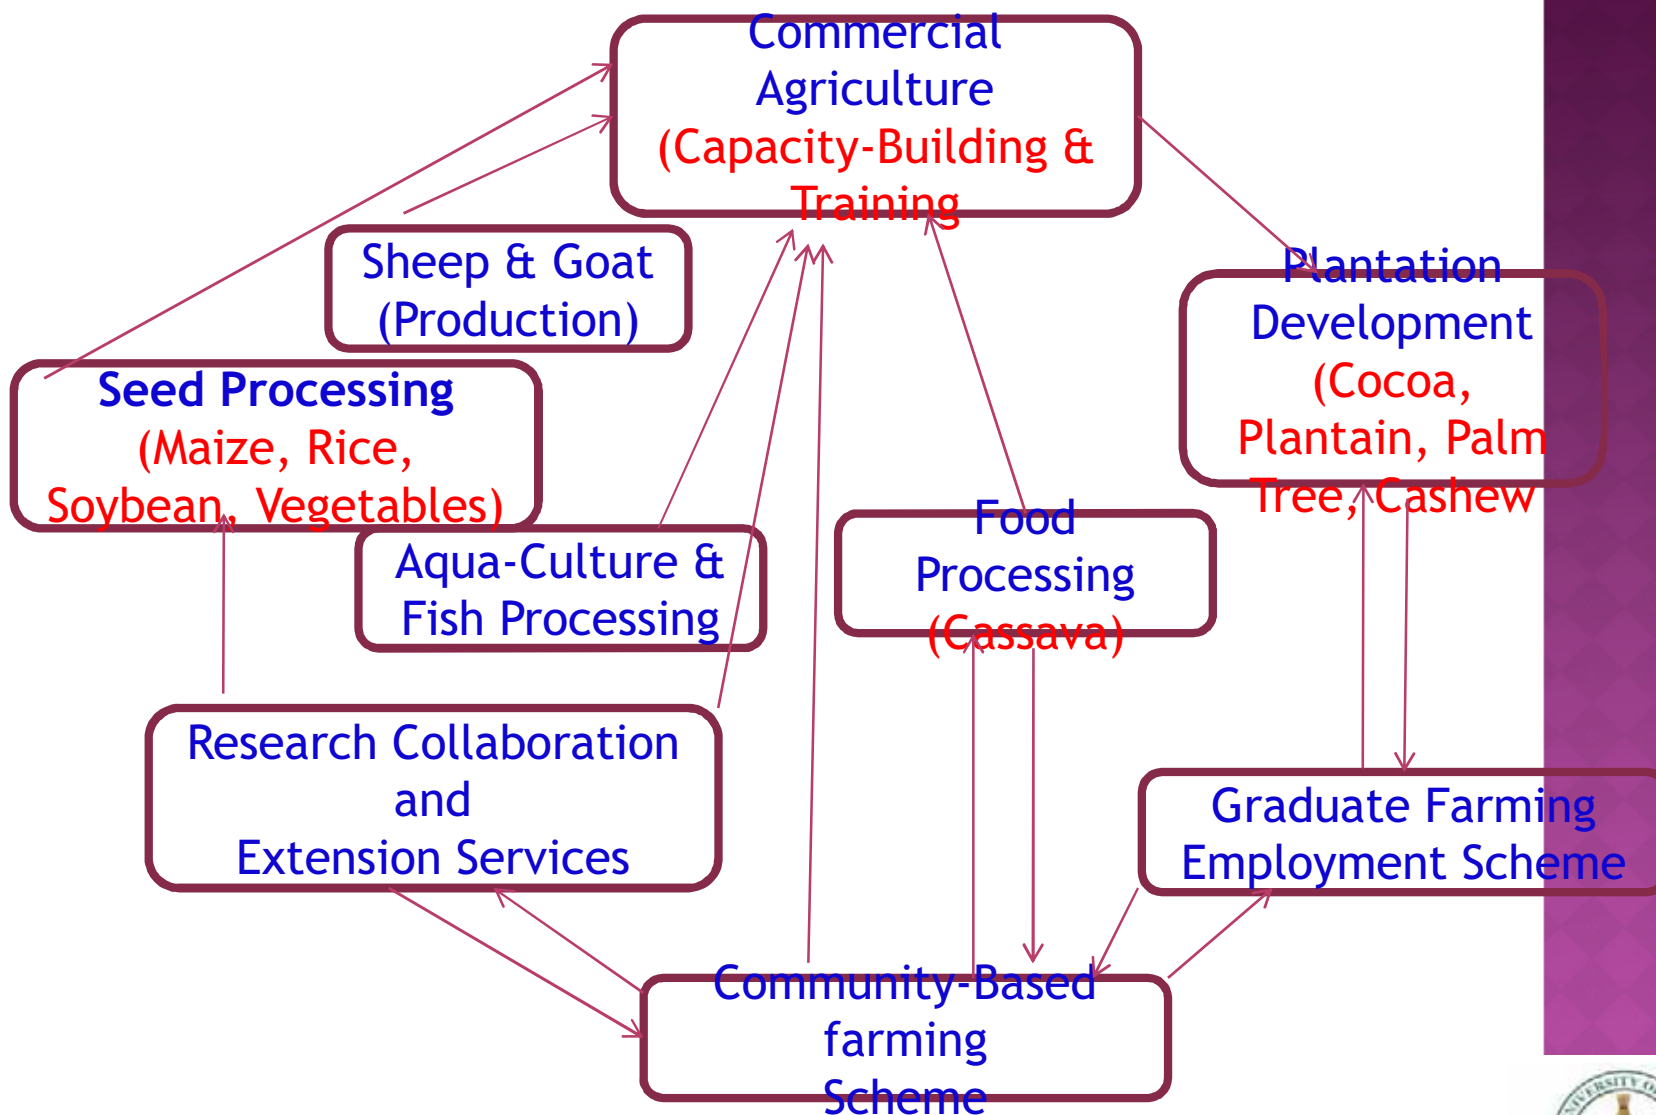 Commercial
Agriculture
(Capacity-Building &
Training
Sheep & Goat
(Production)
Plantation
Development
(Cocoa,
Plantain, Palm
Tree, Cashew
Seed Processing
(Maize, Rice,
Soybean, Vegetables)
Aqua-Culture &
Fish Processing
Food
Processing
(Cassava)
Research Collaboration
and
Extension Services
Graduate Farming
Employment Scheme
Community-Based
farming
Scheme